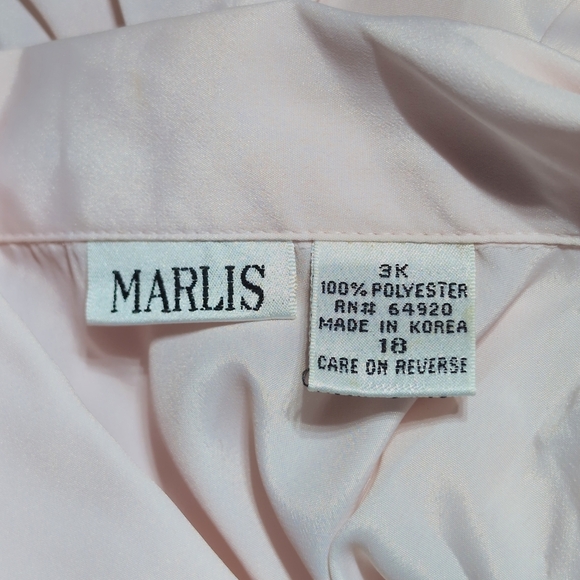 MARLIS
3K
100% POLYESTER
RN# 64920
MADE IN KOREA
18
CARE ON REVERSE